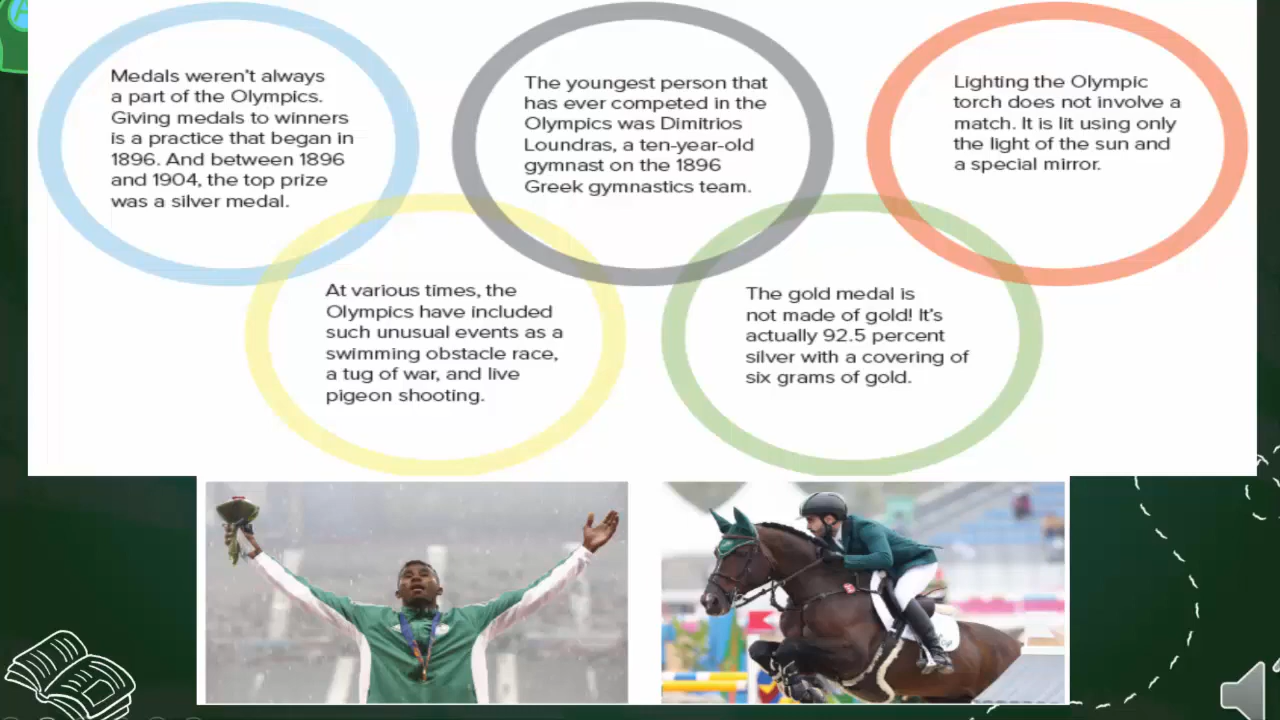 Medals weren't always
a part of the Olympics.
Giving medals to winners
is a practice that began in
1896. And between 1896
and 1904, the top prize
was a silver medal.
The youngest person that
has ever competed in the
Olympics was Dimitrios
Loundras, a ten-year-old
gymnast on the 1896
Greek gymnastics team.
Lighting the Olympic
torch does not involve a
match. It is lit using only
the light of the sun and
a special mirror.
At various times, the
Olympics have included
such unusual events as a
swimming obstacle race,
a tug of war, and live
pigeon shooting.
The gold medal is
not made of gold! It's
actually 92.5 percent
silver with a covering of
six grams of gold.